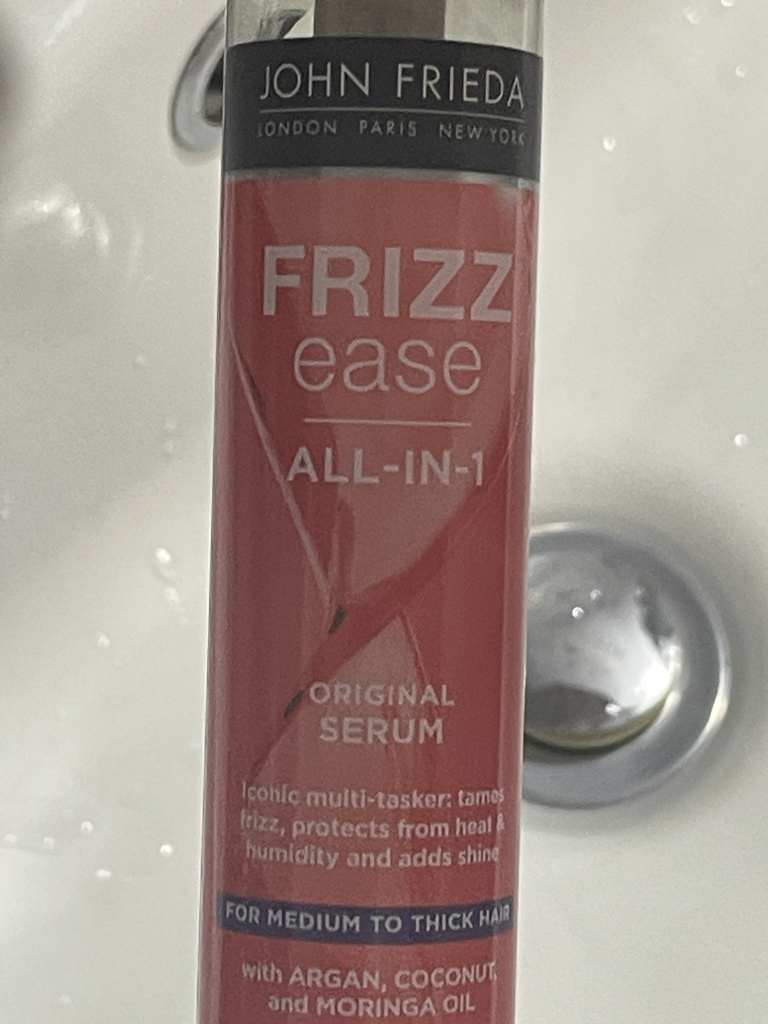 JOHN FRIEDA
LONDON PARIS NEW YORK
FRIZZ
ease
ALL-IN-1
ORIGINAL
SERUM
Iconic multi-tasker: tames
frizz, protects from heat &
humidity and adds shine
FOR MEDIUM TO THICK HAIR
with ARGAN, COCONUT,
and MORINGA OIL